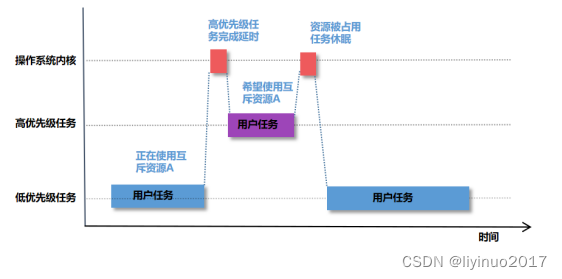 高优先级任
务完成延时
资源被占用
任务休眠
操作系统内核
希望使用互
斥资源A
高优先级任务
用户任务
正在使用互
斥资源A
低优先级任务
用户任务
用户任务
时间
CSDN @liyinuo2017